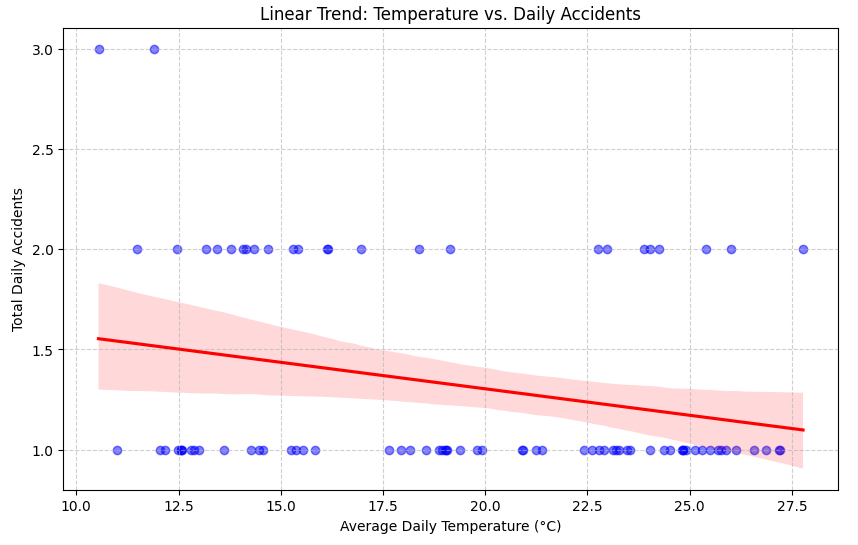 Linear Trend: Temperature vs. Daily Accidents
3.0
2.5
2.0
1.5
1.0
Total Daily Accidents
10.0 12.5 15.0 17.5 20.0 22.5 25.0 27.5
Average Daily Temperature (°C)